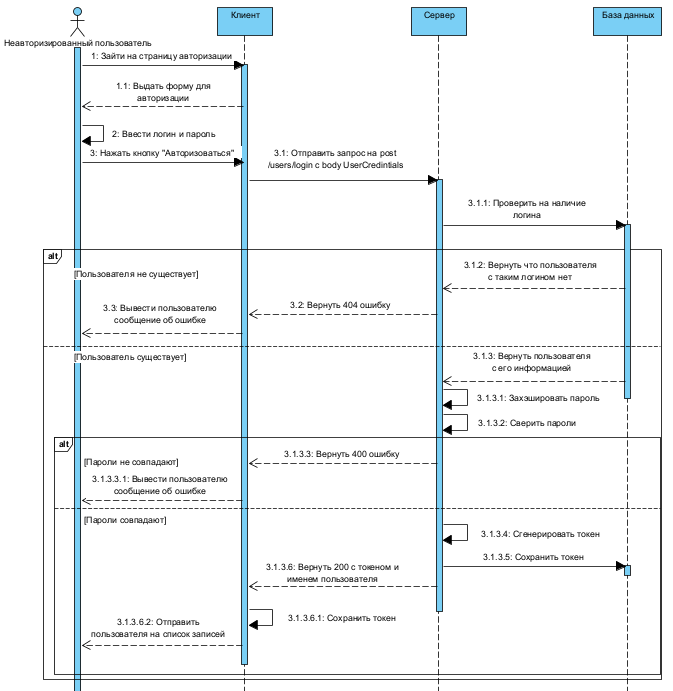 Клиент
Сервер
База данных
Неавторизированный пользователь
1: Зайти на страницу авторизации
1.1: Выдать форму для
авторизации
2: Ввести логин и пароль
3: Нажать кнопку "Авторизоваться"
3.1: Отправить запрос на post
/users/login с body UserCredintials
3.1.1: Проверить на наличие
логина
alt
[Пользователя не существует]
3.1.2: Вернуть что пользователя
с таким логином нет
3.2: Вернуть 404 ошибку
3.3: Вывести пользователю
сообщение об ошибке
[Пользователь существует]
3.1.3: Вернуть пользователя
с его информацией
3.1.3.1: Захэшировать пароль
3.1.3.2: Сверить пароли
alt
[Пароли не совпадают]
3.1.3.3: Вернуть 400 ошибку
3.1.3.3.1: Вывести пользователю
сообщение об ошибке
[Пароли совпадают]
3.1.3.4: Сгенерировать токен
3.1.3.5: Сохранить токен
3.1.3.6: Вернуть 200 с токеном и
именем пользователя
3.1.3.6.1: Сохранить токен
3.1.3.6.2: Отправить
пользователя на список записей